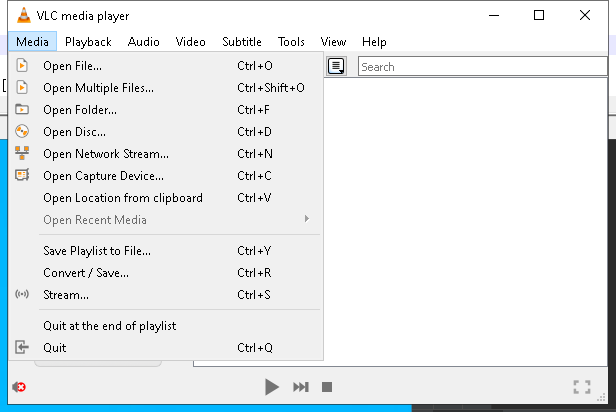 VLC media player
Media Playback Audio Video Subtitle Tools View Help
Open File... Ctrl+O
Open Multiple Files... Ctrl+Shift+O
Open Folder... Ctrl+F
Open Disc... Ctrl+D
Open Network Stream... Ctrl+N
Open Capture Device... Ctrl+C
Open Location from clipboard Ctrl+V
Open Recent Media
Save Playlist to File... Ctrl+Y
Convert / Save... Ctrl+R
Stream... Ctrl+S
Quit at the end of playlist
Quit Ctrl+Q
Search